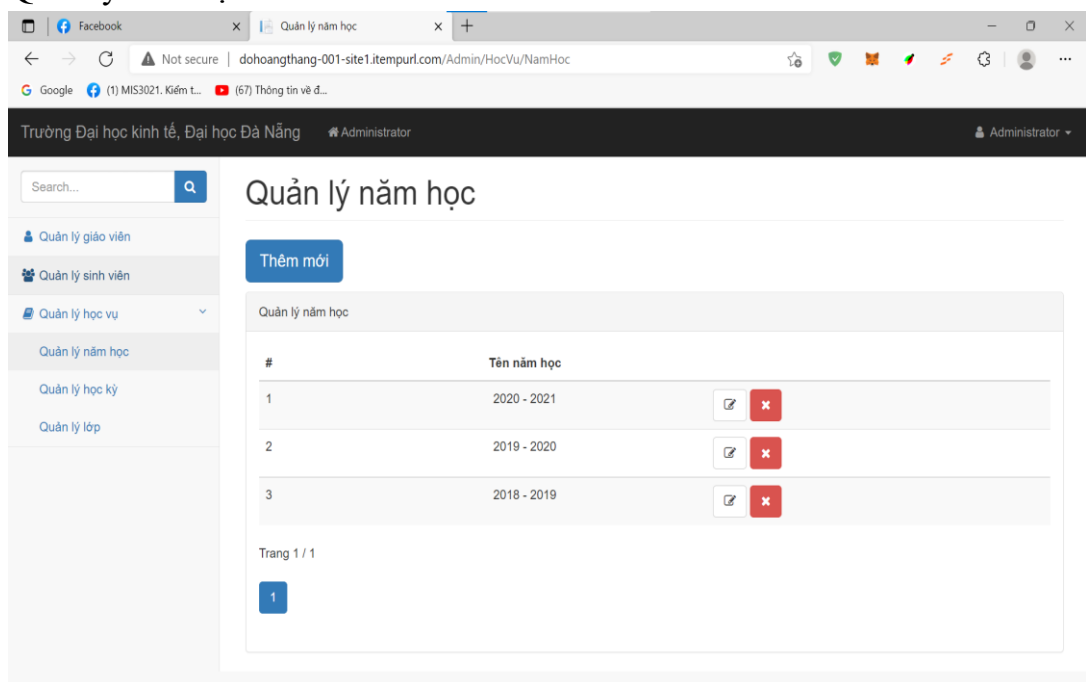 Facebook
Quản lý năm học
Not secure | dohoangthang-001-site1.itempurl.com/Admin/HocVu/NamHoc
Google (1) MIS3021. Kiểm t... (67) Thông tin về đ...
Trường Đại học kinh tế, Đại học Đà Nẵng Administrator Administrator
Search...
Quản lý giáo viên
Quản lý sinh viên
Quản lý học vụ
Quản lý năm học
Quản lý học kỳ
Quản lý lớp
Quản lý năm học
Thêm mới
Quản lý năm học
# Tên năm học
1 2020 - 2021
2 2019 - 2020
3 2018 - 2019
Trang 1 / 1
1